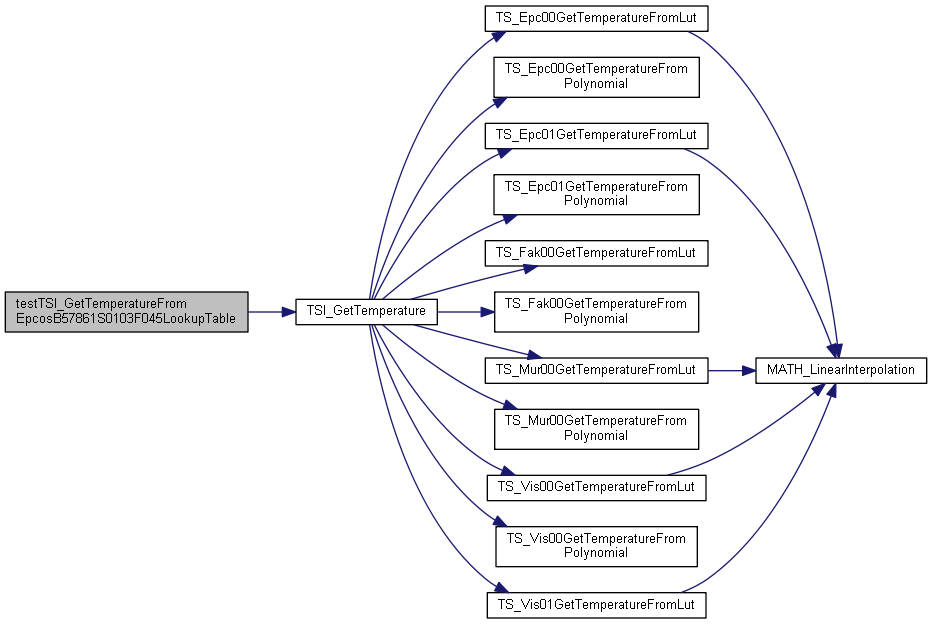 testTSI_GetTemperatureFrom
EpcosB57861S0103F045LookupTable
TSI_GetTemperature
TS_Epc00GetTemperatureFromLut
TS_Epc00GetTemperatureFrom
Polynomial
TS_Epc01GetTemperatureFromLut
TS_Epc01GetTemperatureFrom
Polynomial
TS_Fak00GetTemperatureFromLut
TS_Fak00GetTemperatureFrom
Polynomial
TS_Mur00GetTemperatureFromLut
TS_Mur00GetTemperatureFrom
Polynomial
TS_Vis00GetTemperatureFromLut
TS_Vis00GetTemperatureFrom
Polynomial
TS_Vis01GetTemperatureFromLut
MATH_LinearInterpolation